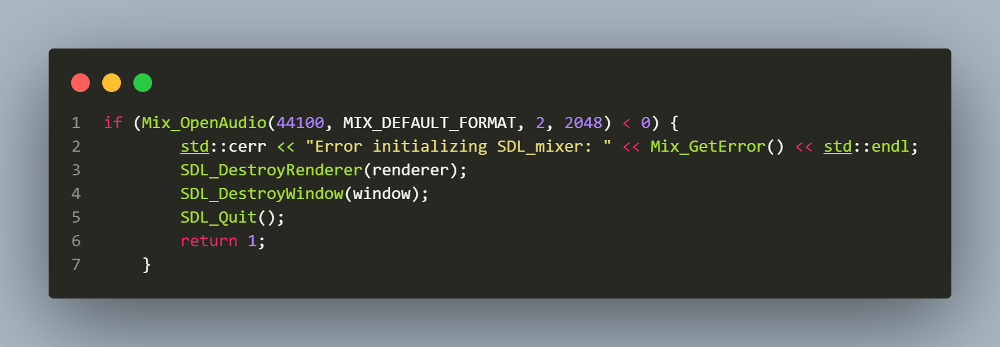 1 if (Mix_OpenAudio(44100, MIX_DEFAULT_FORMAT, 2, 2048) < 0) {
2         std::cerr << "Error initializing SDL_mixer: " << Mix_GetError() << std::endl;
3         SDL_DestroyRenderer(renderer);
4         SDL_DestroyWindow(window);
5         SDL_Quit();
6         return 1;
7     }